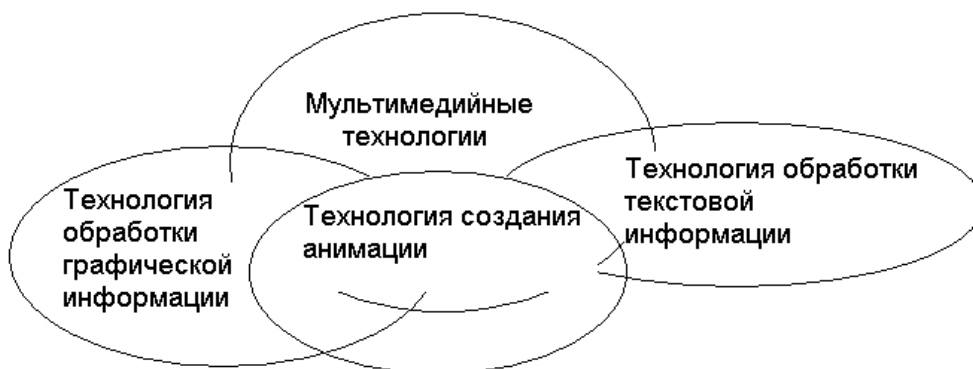 Мультимедийные
технологии
Технология
обработки
графической
информации
Технология создания
анимации
Технология обработки
текстовой
информации